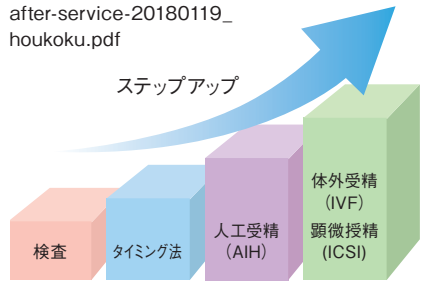 after-service-20180119_
houkoku.pdf
ステップアップ
検査
タイミング法
人工受精
（AIH）
体外受精
（IVF）
顕微授精
(ICSI)